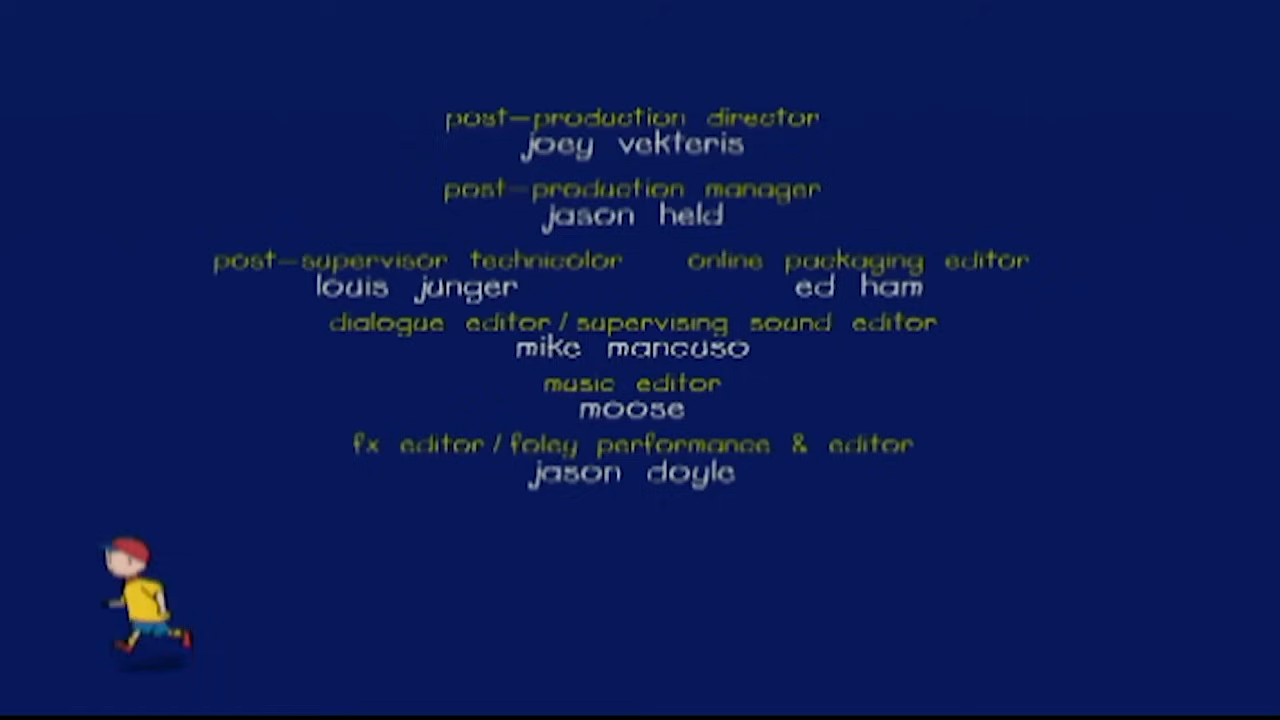 post-production director
joey vekteris
post-production manager
jason held
post-supervisor technicolor online packaging editor
louis junger ed ham
dialogue editor/supervising sound editor
mike mancuso
music editor
moose
fx editor/foley performance & editor
jason doyle